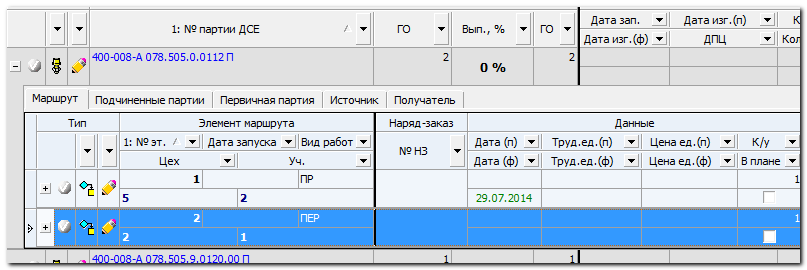 1: № партии ДСЕ / ГО Вып., % ГО Дата зап. Дата изг.(п) К
Дата изг.(ф) ДПЦ Кол
400-008-А 078.505.0.0112 П 2 0 % 2
Маршрут Подчиненные партии Первичная партия Источник Получатель
Тип Элемент маршрута Наряд-заказ Данные
1: № эт. / Дата запуска Вид работ № НЗ Дата (п) Труд.ед.(п) Цена ед.(п) К/у
Цех Уч. Дата (ф) Труд.ед.(ф) Цена ед.(ф) В плане
1 ПР 1
5 2 29.07.2014
2 ПЕР 1
2 1
400-008-А 078.505.9.0120.00 П 1 1